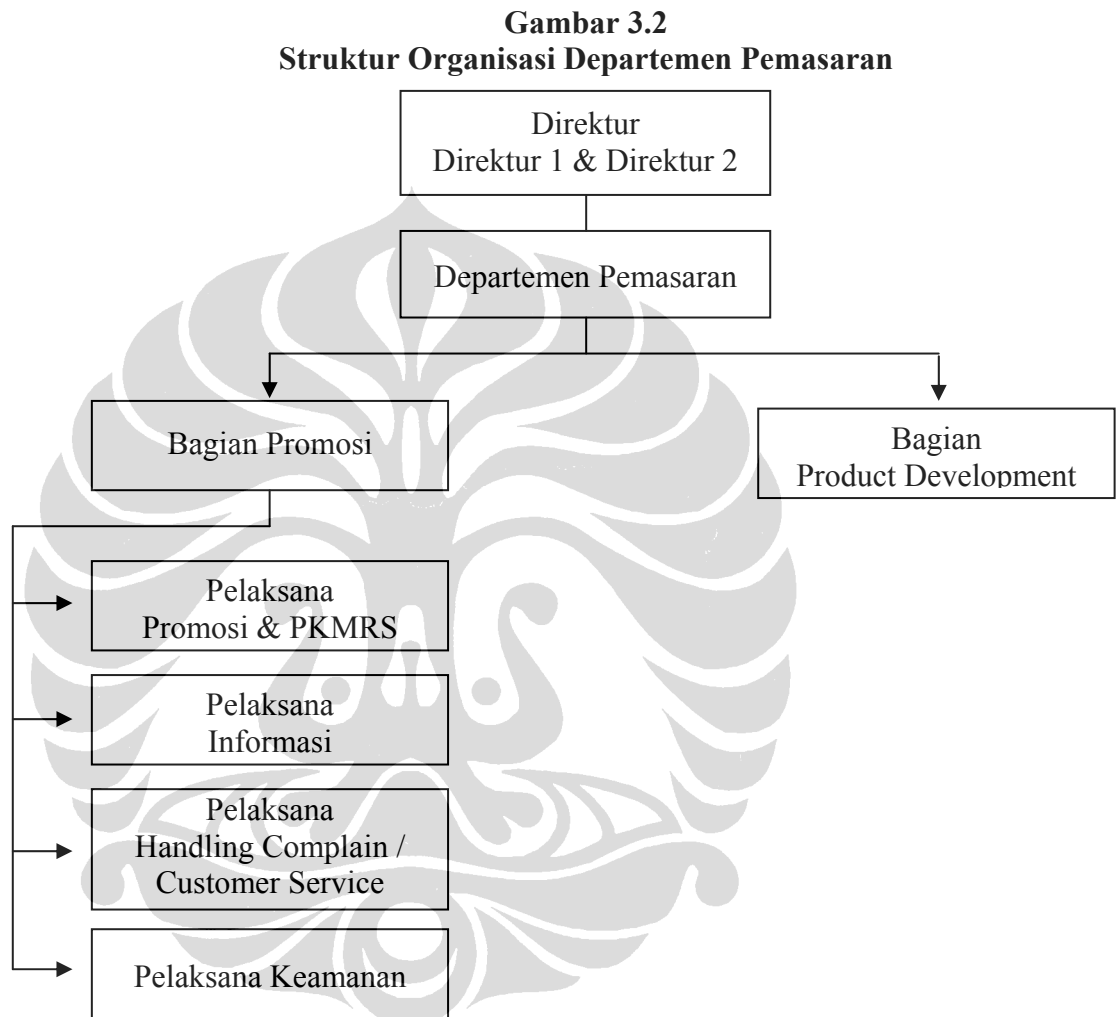 Gambar 3.2
Struktur Organisasi Departemen Pemasaran
Direktur
Direktur 1 & Direktur 2
Departemen Pemasaran
Bagian Promosi
Bagian
Product Development
Pelaksana
Promosi & PKMRS
Pelaksana
Informasi
Pelaksana
Handling Complain /
Customer Service
Pelaksana Keamanan